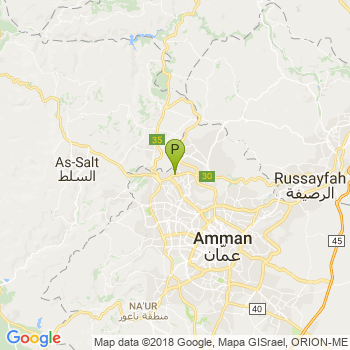 35
P
As-Salt
السلط
30
Russayfah
الرصيفة
Amman
عمان
45
NA'UR
منطقة ناعور
40
Google
Map data ©2018 Google, Mapa GISrael, ORION-ME